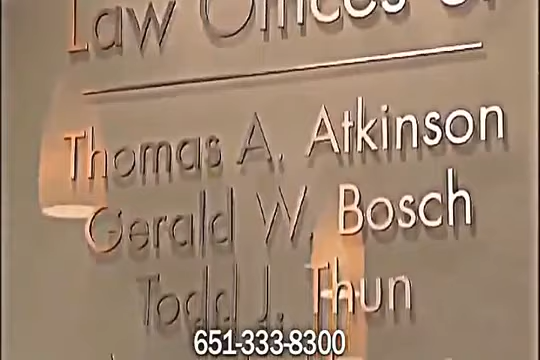 Law Offices of
Thomas A. Atkinson
Gerald W. Bosch
Todd J. Thun
651-333-8300